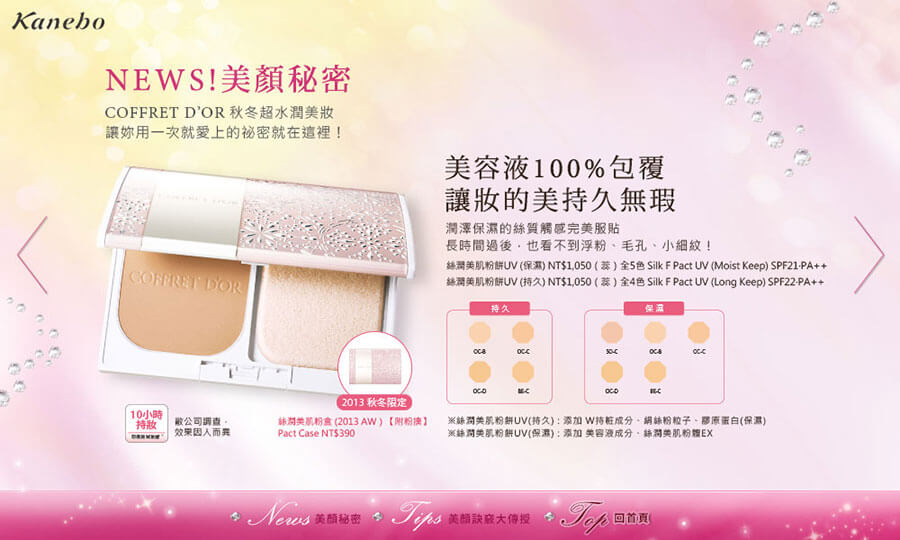 Kanebo
NEWS!美顏秘密
COFFRET D'OR 秋冬超水潤美妝
讓妳用一次就愛上的祕密就在這裡！
美容液100%包覆
讓妝的美持久無瑕
潤澤保濕的絲質觸感完美服貼
長時間過後，也看不到浮粉、毛孔、小細紋！
絲潤美肌粉餅UV (保濕) NT$1,050（蕊）全5色 Silk F Pact UV (Moist Keep) SPF21‧PA++
絲潤美肌粉餅UV (持久) NT$1,050（蕊）全4色 Silk F Pact UV (Long Keep) SPF22‧PA++
COFFRET D'OR
COFFRET D'OR
持久
OC-B
OC-C
OC-D
BE-C
保濕
SO-C
OC-B
OC-C
OC-D
BE-C
2013 秋冬限定
10小時
持妝
敝公司調查，
效果因人而異
絲潤美肌粉盒 (2013 AW )【附粉撲】
Pact Case NT$390
※絲潤美肌粉餅UV(持久)：添加 W持粧成分、絹絲粉粒子、膠原蛋白(保濕)
※絲潤美肌粉餅UV(保濕)：添加 美容液成分、絲潤美肌粉體EX
News 美顏秘密
Tips 美顏訣竅大傳授
Top 回首頁